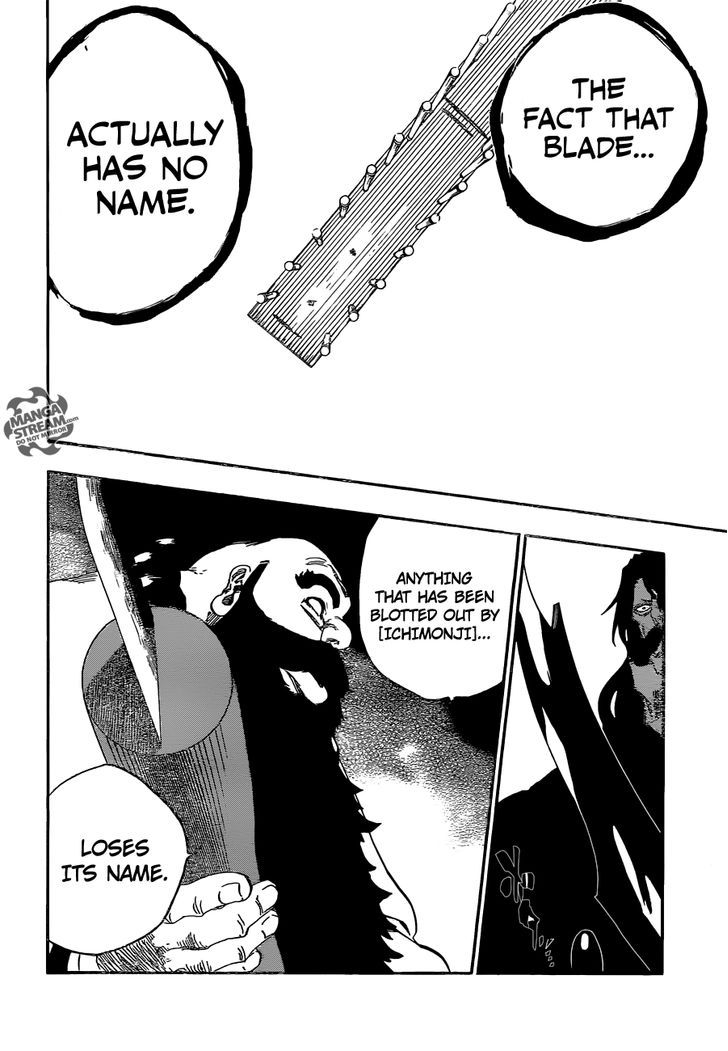 THE
FACT THAT
BLADE...
ACTUALLY
HAS NO
NAME.
MANGA
STREAM.com
DO NOT MIRROR!
ANYTHING
THAT HAS BEEN
BLOTTED OUT BY
[ICHIMONJI]...
LOSES
ITS NAME.